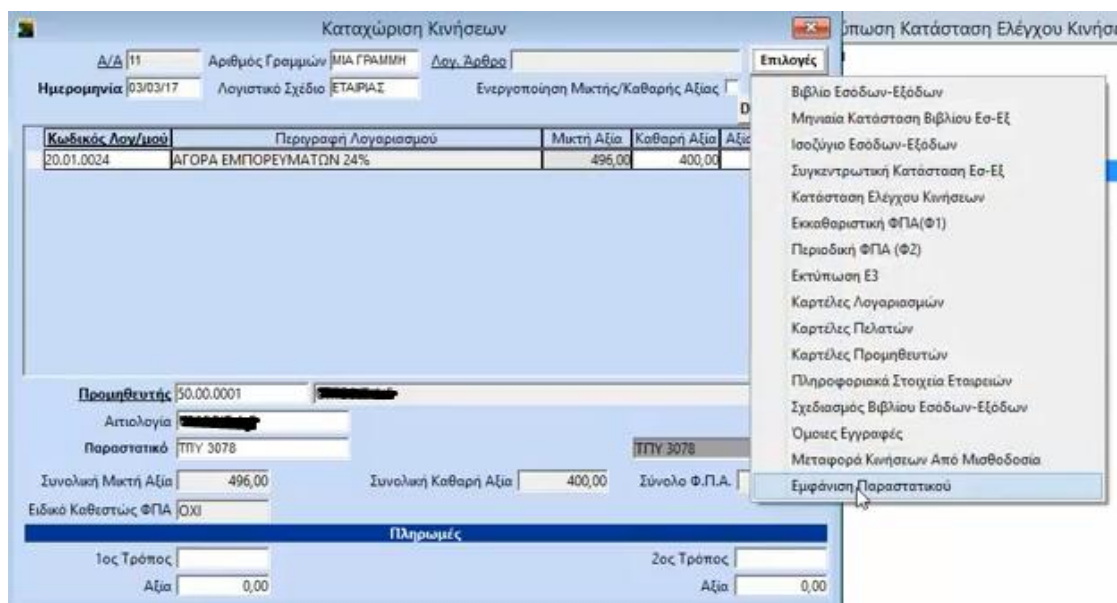 Καταχώριση Κινήσεων
Α/Α 11 Αριθμός Γραμμών ΜΙΑ ΓΡΑΜΜΗ Λογ. Άρθρο
Ημερομηνία 03/03/17 Λογιστικό Σχέδιο ΕΤΑΙΡΙΑΣ Ενεργοποίηση Μικτής/Καθαρής Αξίας
Κωδικός Λογ/μού Περιγραφή Λογαριασμού Μικτή Αξία Καθαρή Αξία
20.01.0024 ΑΓΟΡΑ ΕΜΠΟΡΕΥΜΑΤΩΝ 24% 496,00 400,00
Προμηθευτής 50.00.0001
Αιτιολογία
Παραστατικό ΤΠΥ 3078 ΤΠΥ 3078
Συνολική Μικτή Αξία 496,00 Συνολική Καθαρή Αξία 400,00 Σύνολο Φ.Π.Α.
Ειδικό Καθεστώς ΦΠΑ ΟΧΙ
Πληρωμές
1ος Τρόπος 2ος Τρόπος
Αξία 0,00 Αξία 0,00
Κατάσταση Ελέγχου
Επιλογές
Βιβλίο Εσόδων-Εξόδων
Μηνιαία Κατάσταση Βιβλίου Εσ-Εξ
Ισοζύγιο Εσόδων-Εξόδων
Συγκεντρωτική Κατάσταση Εσ-Εξ
Κατάσταση Ελέγχου Κινήσεων
Εκκαθαριστική ΦΠΑ(Φ1)
Περιοδική ΦΠΑ (Φ2)
Εκτύπωση Ε3
Καρτέλες Λογαριασμών
Καρτέλες Πελατών
Καρτέλες Προμηθευτών
Πληροφοριακά Στοιχεία Εταιρειών
Σχεδιασμός Βιβλίου Εσόδων-Εξόδων
Όμοιες Εγγραφές
Μεταφορά Κινήσεων Από Μισθοδοσία
Εμφάνιση Παραστατικού